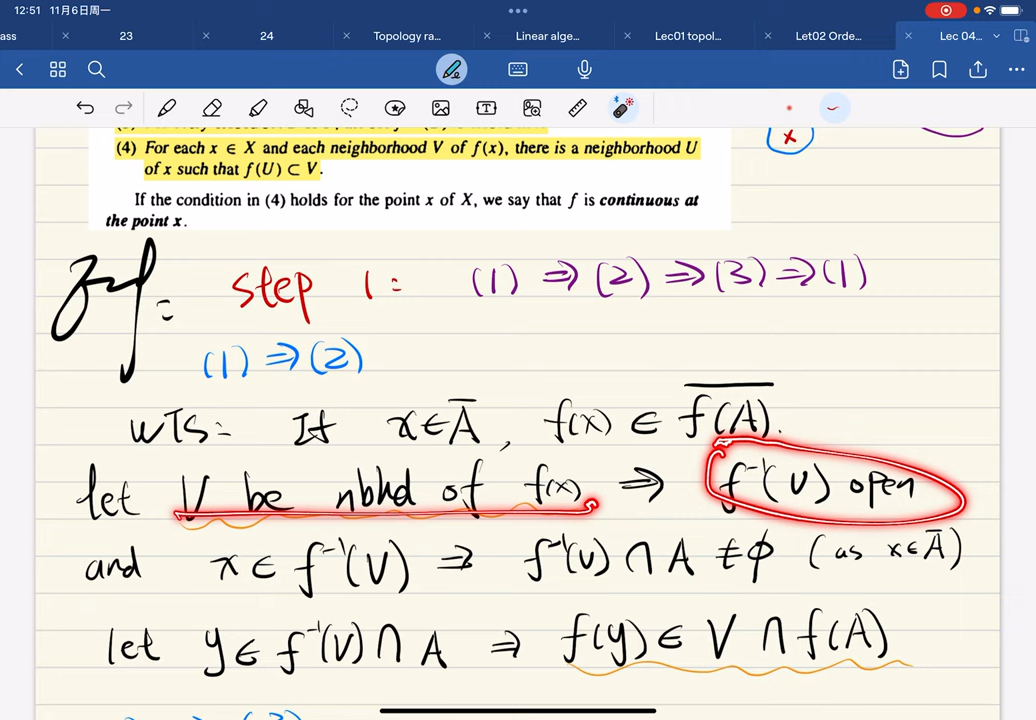 12:51 11月6日周一
ass 23 24 Topology ra... Linear alge... Lec01 topol... Let02 Orde... Lec 04...
(4) For each x ∈ X and each neighborhood V of f(x), there is a neighborhood U
of x such that f(U) ⊂ V.
x
If the condition in (4) holds for the point x of X, we say that f is continuous at
the point x.
step 1: (1) ⇒ (2) ⇒ (3) ⇒ (1)
(1) ⇒ (2)
WTS: If x ∈ A̅, f(x) ∈ \overline{f(A)}.
let V be nbhd of f(x) ⇒ f⁻¹(V) open
and x ∈ f⁻¹(V) ⇒ f⁻¹(V) ∩ A ≠ ϕ (as x ∈ A̅)
let y ∈ f⁻¹(V) ∩ A ⇒ f(y) ∈ V ∩ f(A)